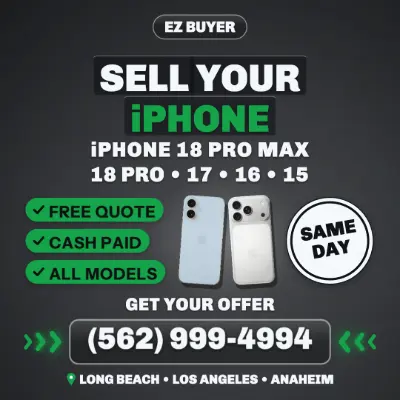 EZ BUYER
SELL YOUR
iPHONE
iPHONE 18 PRO MAX
18 PRO • 17 • 16 • 15
FREE QUOTE
CASH PAID
ALL MODELS
SAME
DAY
GET YOUR OFFER
(562) 999-4994
LONG BEACH • LOS ANGELES • ANAHEIM